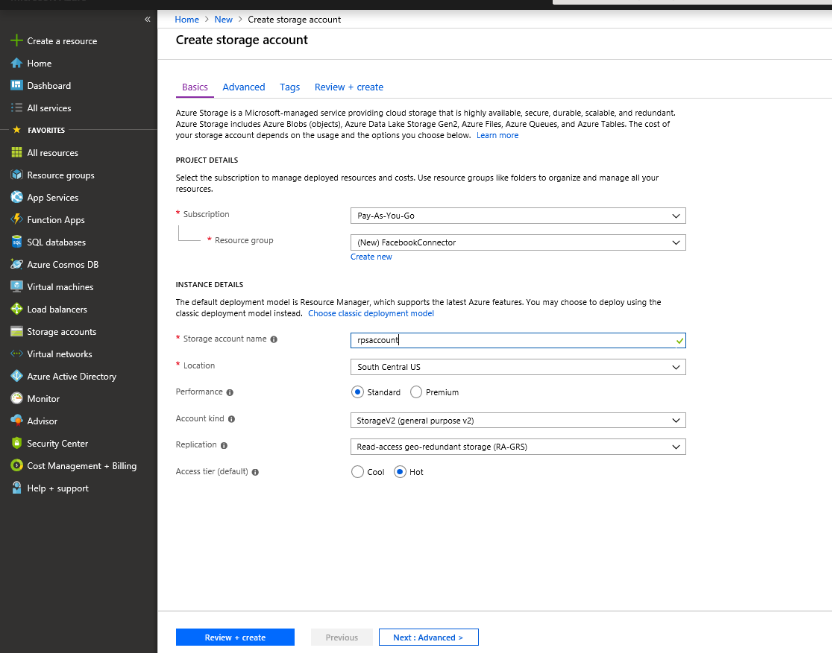 «
Create a resource
Home
Dashboard
All services
FAVORITES
All resources
Resource groups
App Services
Function Apps
SQL databases
Azure Cosmos DB
Virtual machines
Load balancers
Storage accounts
Virtual networks
Azure Active Directory
Monitor
Advisor
Security Center
Cost Management + Billing
Help + support
Home > New > Create storage account
Create storage account
Basics Advanced Tags Review + create
Azure Storage is a Microsoft-managed service providing cloud storage that is highly available, secure, durable, scalable, and redundant.
Azure Storage includes Azure Blobs (objects), Azure Data Lake Storage Gen2, Azure Files, Azure Queues, and Azure Tables. The cost of
your storage account depends on the usage and the options you choose below. Learn more
PROJECT DETAILS
Select the subscription to manage deployed resources and costs. Use resource groups like folders to organize and manage all your
resources.
* Subscription Pay-As-You-Go
* Resource group (New) FacebookConnector
Create new
INSTANCE DETAILS
The default deployment model is Resource Manager, which supports the latest Azure features. You may choose to deploy using the
classic deployment model instead. Choose classic deployment model
* Storage account name rpsaccount
* Location South Central US
Performance Standard Premium
Account kind StorageV2 (general purpose v2)
Replication Read-access geo-redundant storage (RA-GRS)
Access tier (default) Cool Hot
Review + create Previous Next : Advanced >